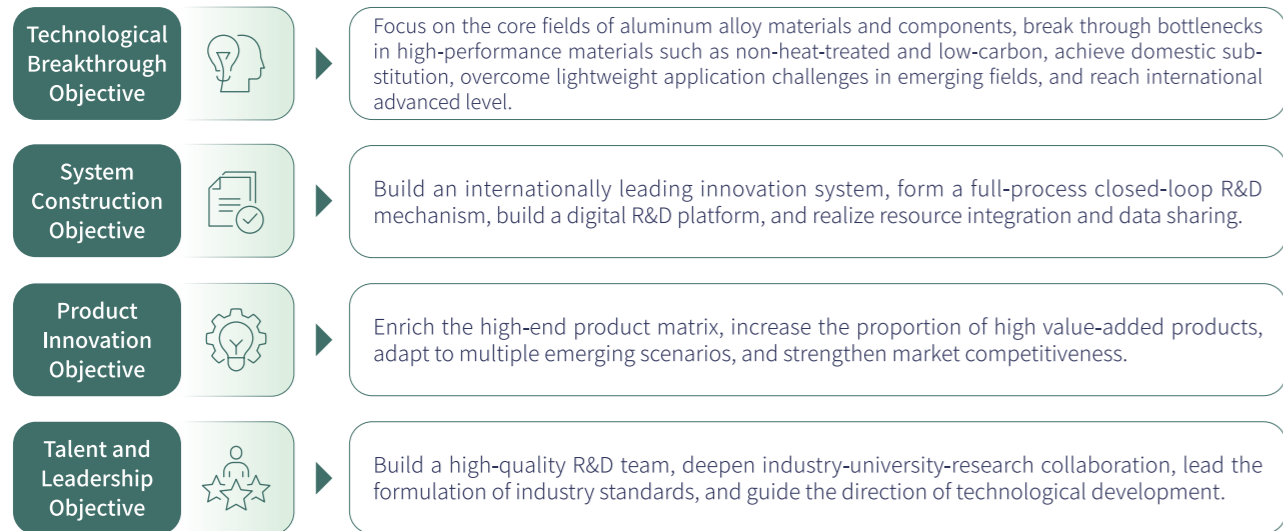 Technological
Breakthrough
Objective
Focus on the core fields of aluminum alloy materials and components, break through bottlenecks
in high-performance materials such as non-heat-treated and low-carbon, achieve domestic sub-
stitution, overcome lightweight application challenges in emerging fields, and reach international
advanced level.
System
Construction
Objective
Build an internationally leading innovation system, form a full-process closed-loop R&D
mechanism, build a digital R&D platform, and realize resource integration and data sharing.
Product
Innovation
Objective
Enrich the high-end product matrix, increase the proportion of high value-added products,
adapt to multiple emerging scenarios, and strengthen market competitiveness.
Talent and
Leadership
Objective
Build a high-quality R&D team, deepen industry-university-research collaboration, lead the
formulation of industry standards, and guide the direction of technological development.